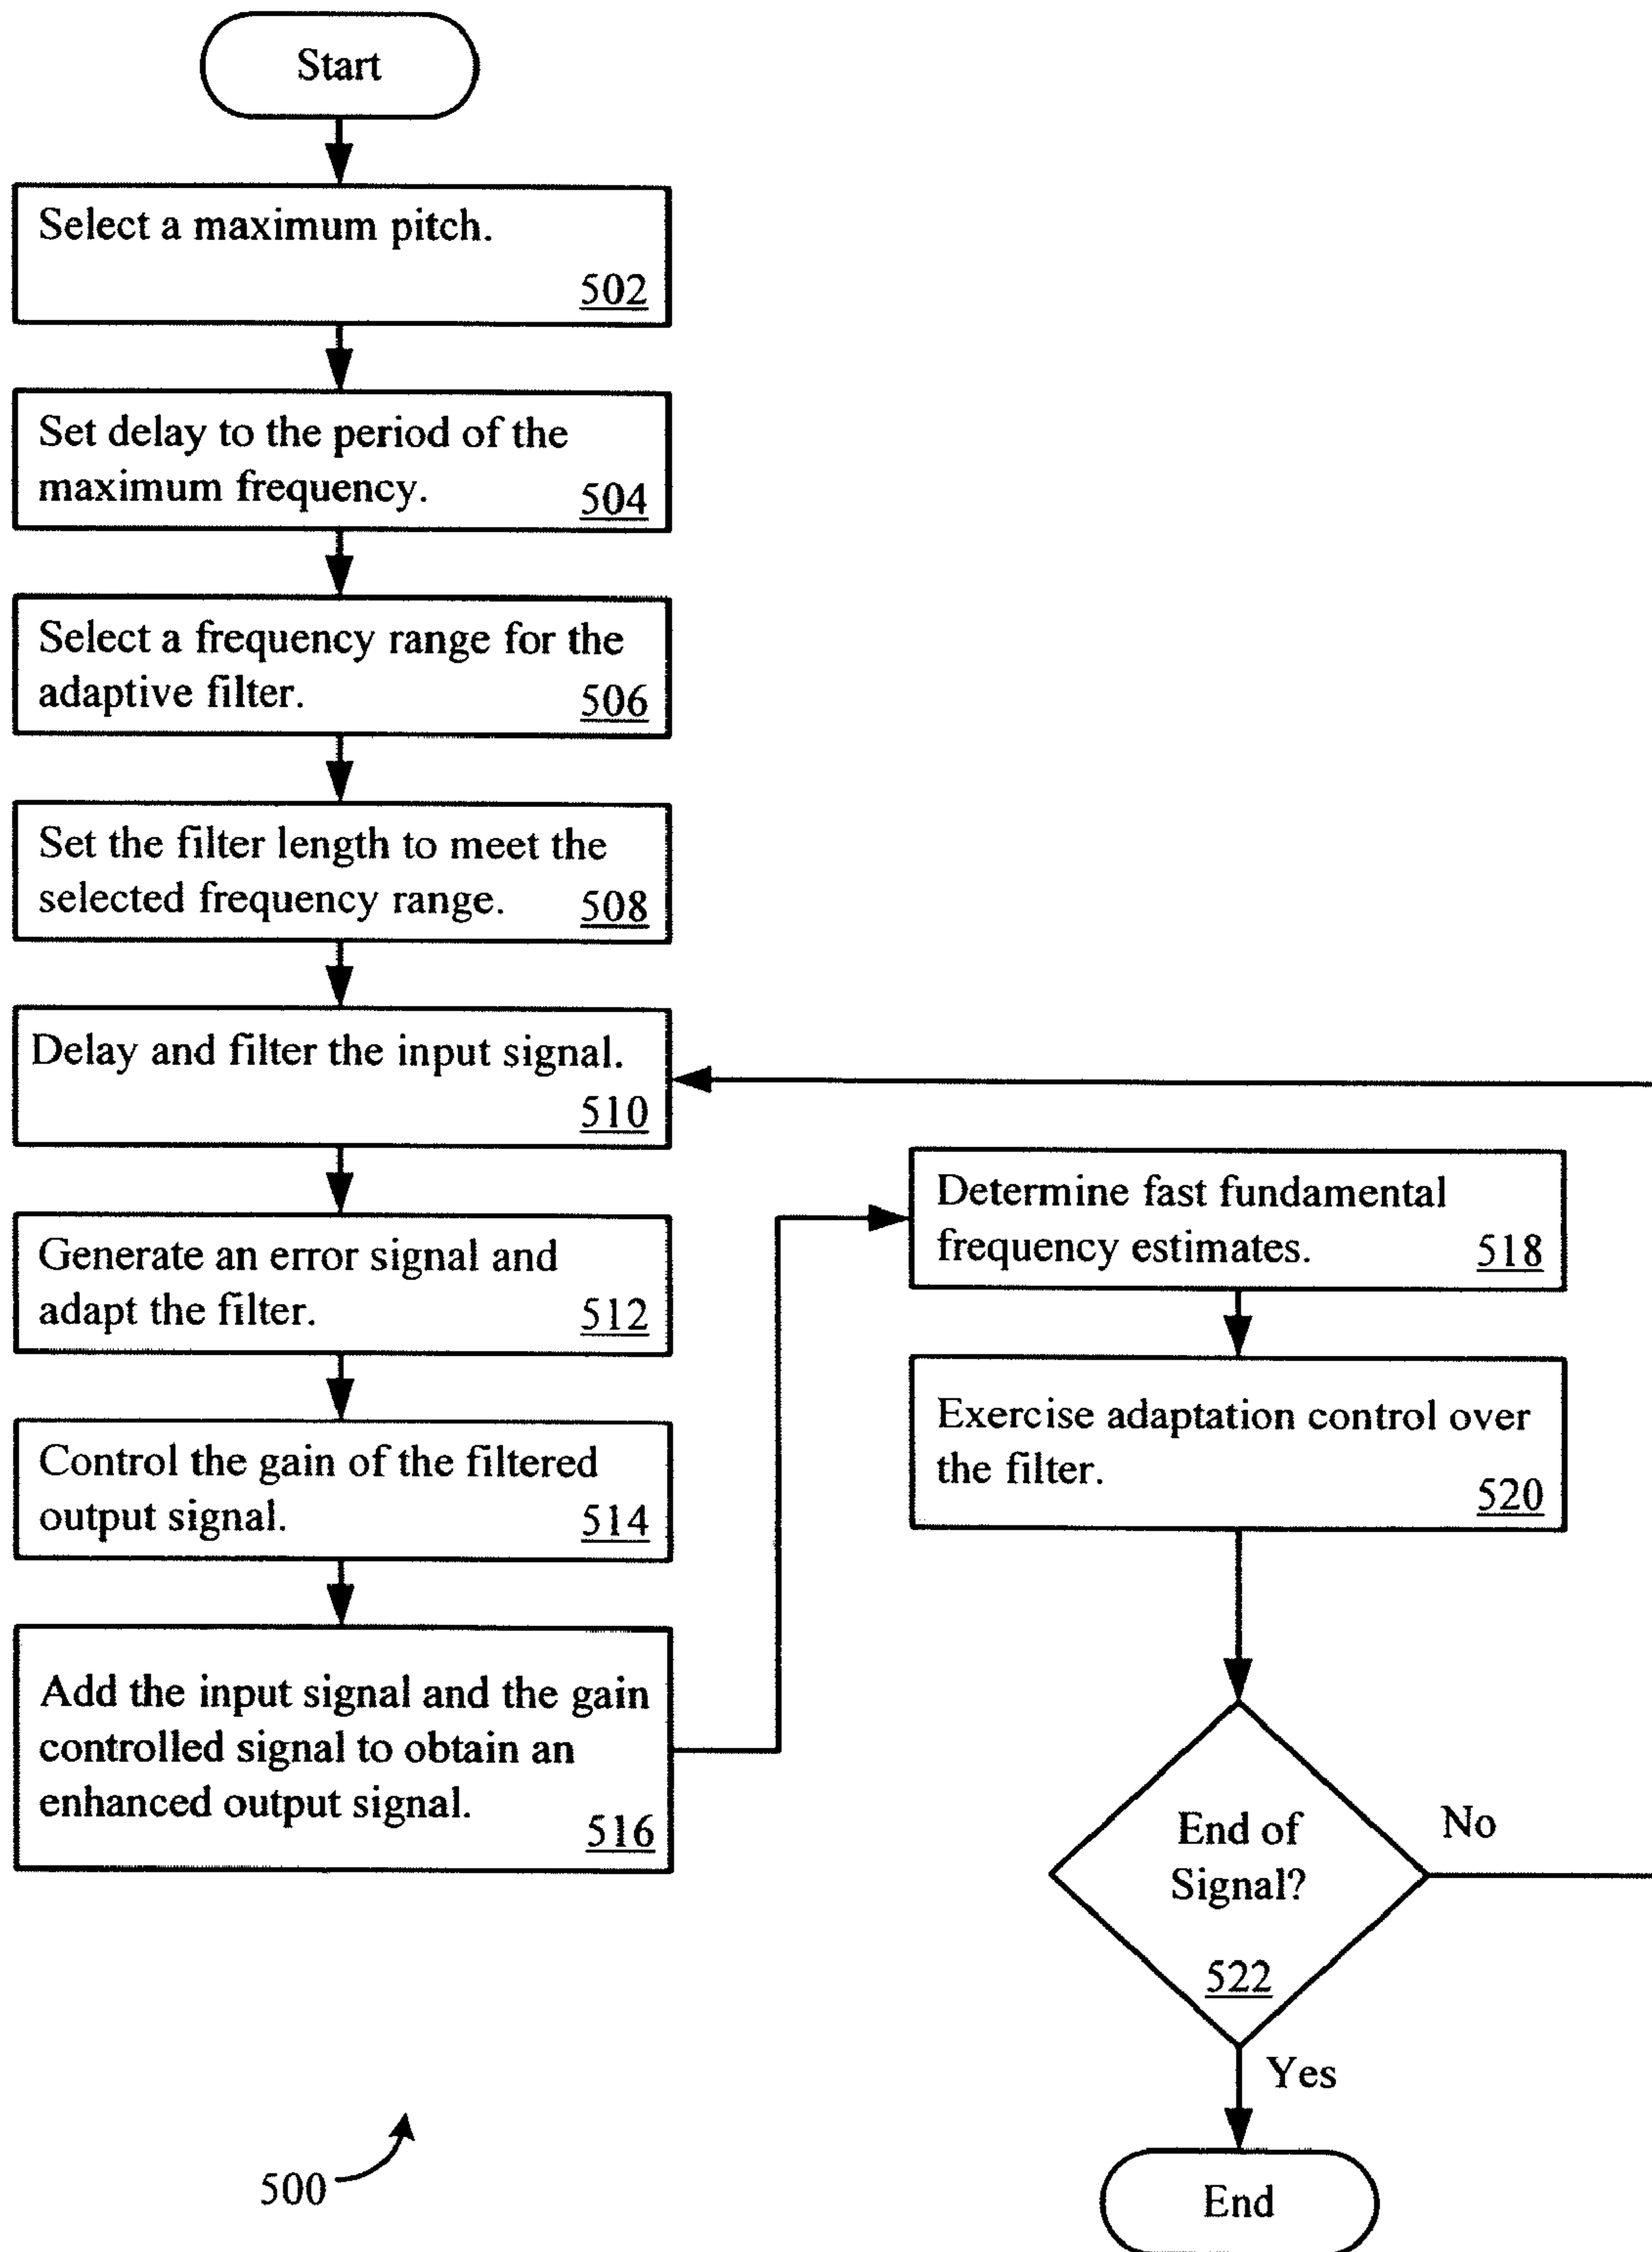 Start
Select a maximum pitch.
502
Set delay to the period of the
maximum frequency.
504
Select a frequency range for the
adaptive filter.
506
Set the filter length to meet the
selected frequency range.
508
Delay and filter the input signal.
510
Generate an error signal and
adapt the filter.
512
Control the gain of the filtered
output signal.
514
Add the input signal and the gain
controlled signal to obtain an
enhanced output signal.
516
Determine fast fundamental
frequency estimates.
518
Exercise adaptation control over
the filter.
520
End of
Signal?
522
No
Yes
End
500